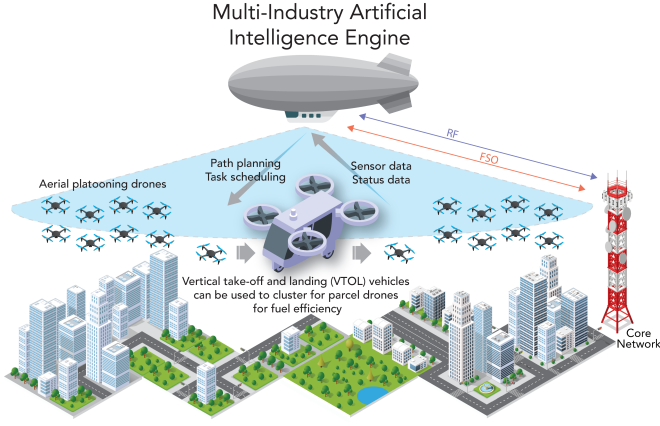 Multi-Industry Artificial
Intelligence Engine
RF
FSO
Path planning
Task scheduling
Sensor data
Status data
Aerial platooning drones
Vertical take-off and landing (VTOL) vehicles
can be used to cluster for parcel drones
for fuel efficiency
Core
Network